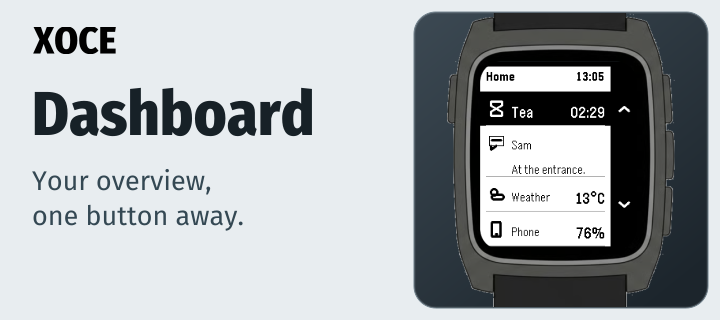 XOCE
Dashboard
Your overview,
one button away.
Home 13:05
Tea 02:29
Sam
At the entrance.
Weather 13°C
Phone 76%